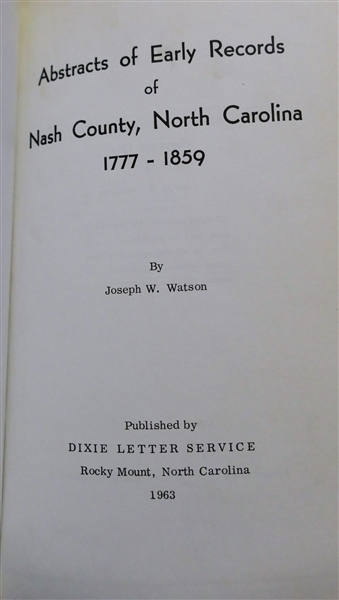 Abstracts of Early Records
of
Nash County, North Carolina
1777 - 1859
By
Joseph W. Watson
Published by
DIXIE LETTER SERVICE
Rocky Mount, North Carolina
1963